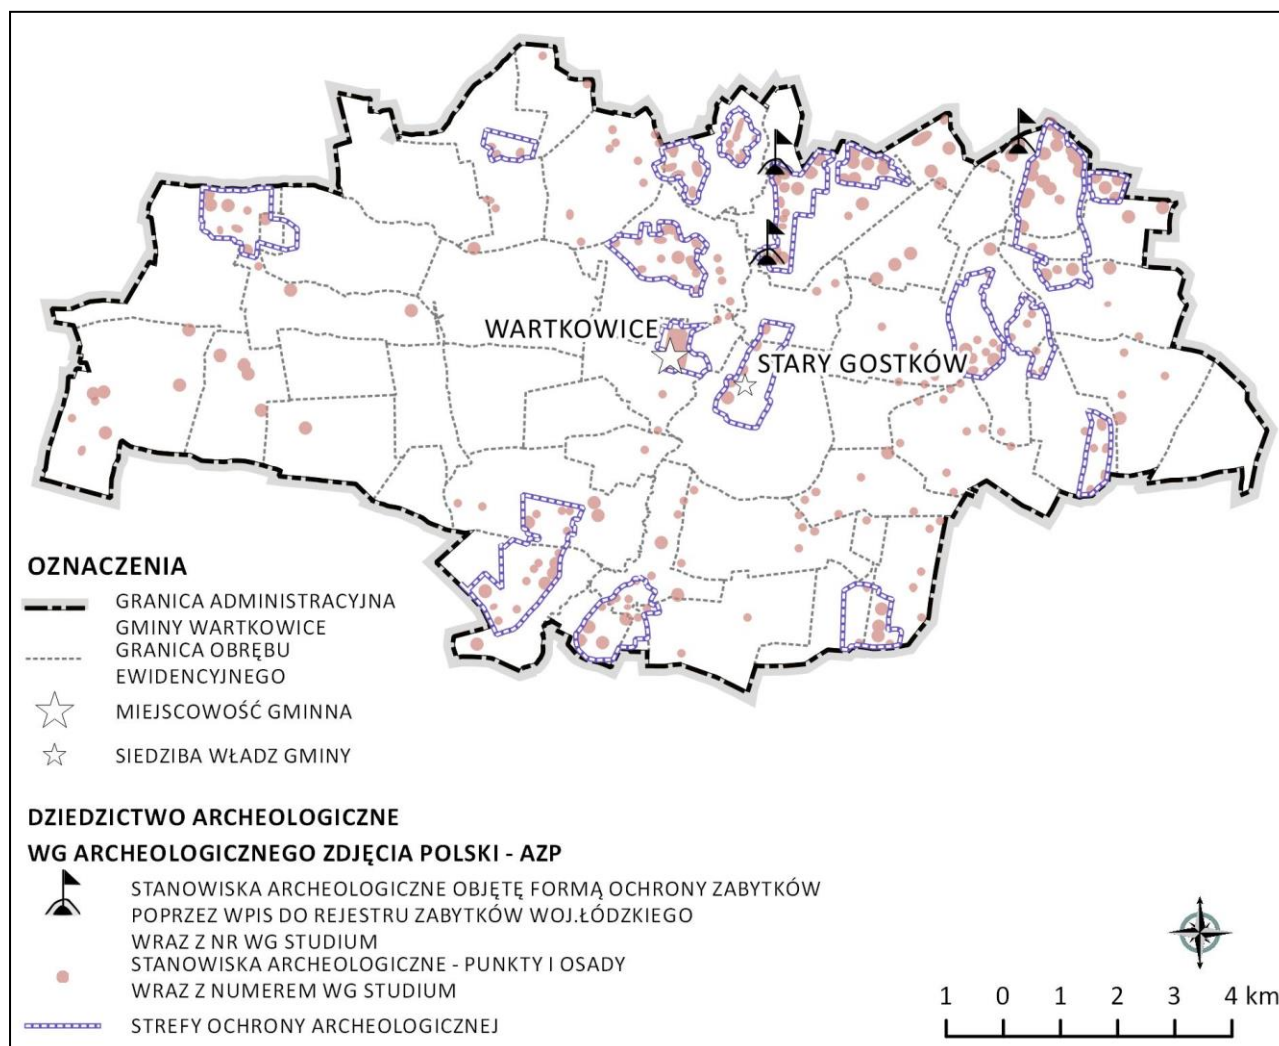 WARTKOWICE
STARY GOSTKÓW
OZNACZENIA
GRANICA ADMINISTRACYJNA
GMINY WARTKOWICE
GRANICA OBRĘBU
EWIDENCYJNEGO
MIEJSCOWOŚĆ GMINNA
SIEDZIBA WŁADZ GMINY
DZIEDZICTWO ARCHEOLOGICZNE
WG ARCHEOLOGICZNEGO ZDJĘCIA POLSKI - AZP
STANOWISKA ARCHEOLOGICZNE OBJĘTĘ FORMĄ OCHRONY ZABYTKÓW
POPRZEZ WPIS DO REJESTRU ZABYTKÓW WOJ.ŁÓDZKIEGO
WRAZ Z NR WG STUDIUM
STANOWISKA ARCHEOLOGICZNE - PUNKTY I OSADY
WRAZ Z NUMEREM WG STUDIUM
STREFY OCHRONY ARCHEOLOGICZNEJ
1 0 1 2 3 4 km